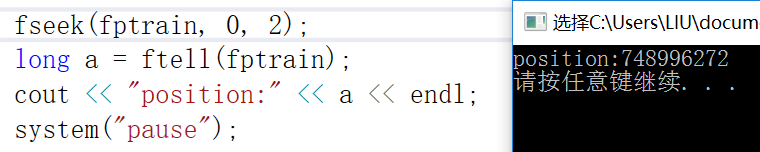 fseek(fptrain, 0, 2);
long a = ftell(fptrain);
cout << "position:" << a << endl;
system("pause");
选择C:\Users\LIU\docume
position:748996272
请按任意键继续. . .